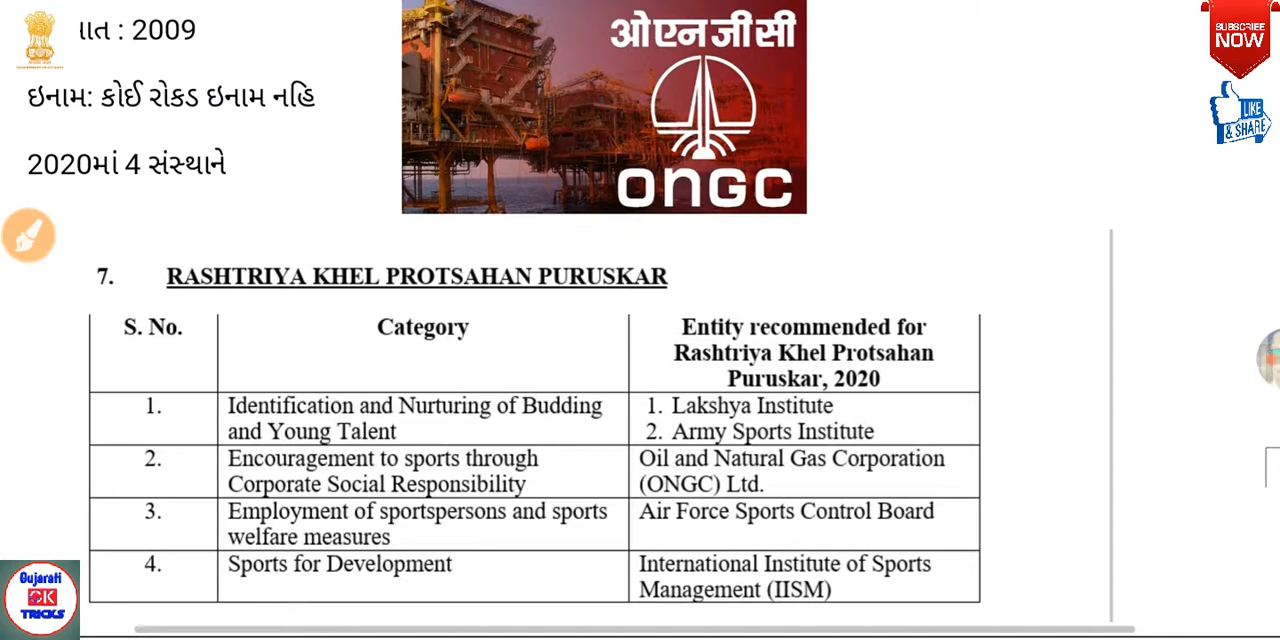 ાત : 2009
ઇનામ: કોઈ રોકડ ઇનામ નહિ
2020માં 4 સંસ્થાને
ओएनजीसी
ONGC
SUBSCRIBE
NOW
LIKE
& SHARE
7. RASHTRIYA KHEL PROTSAHAN PURUSKAR
S. No. Category Entity recommended for
Rashtriya Khel Protsahan
Puruskar, 2020
1. Identification and Nurturing of Budding 1. Lakshya Institute
and Young Talent 2. Army Sports Institute
2. Encouragement to sports through Oil and Natural Gas Corporation
Corporate Social Responsibility (ONGC) Ltd.
3. Employment of sportspersons and sports Air Force Sports Control Board
welfare measures
4. Sports for Development International Institute of Sports
Management (IISM)
Gujarati
GK
TRICKS